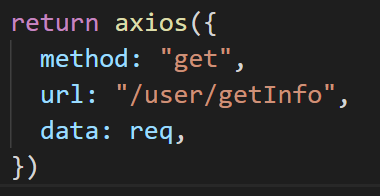 return axios({
  method: "get",
  url: "/user/getInfo",
  data: req,
})